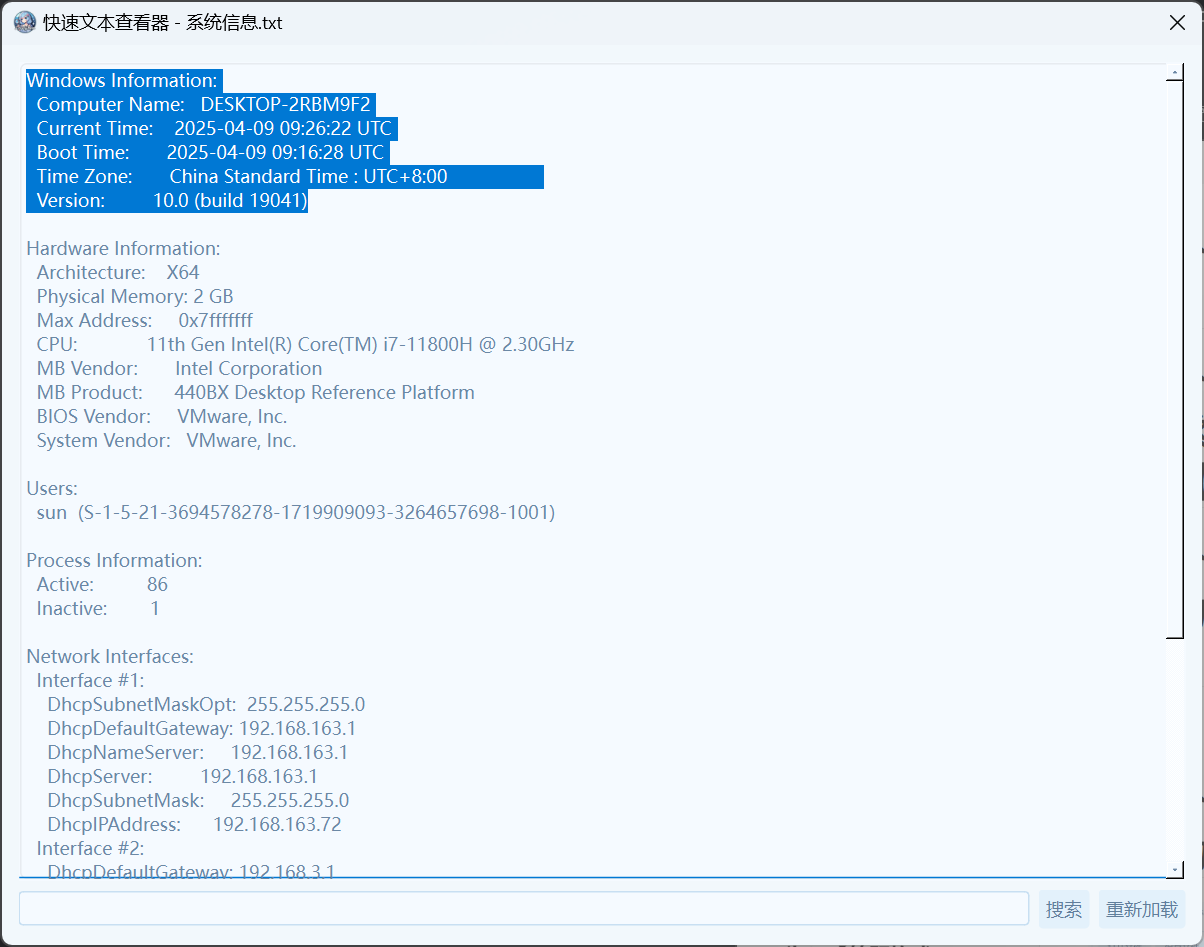 快速文本查看器 - 系统信息.txt
Windows Information:
Computer Name: DESKTOP-2RBM9F2
Current Time: 2025-04-09 09:26:22 UTC
Boot Time: 2025-04-09 09:16:28 UTC
Time Zone: China Standard Time : UTC+8:00
Version: 10.0 (build 19041)
Hardware Information:
Architecture: X64
Physical Memory: 2 GB
Max Address: 0x7fffffff
CPU: 11th Gen Intel(R) Core(TM) i7-11800H @ 2.30GHz
MB Vendor: Intel Corporation
MB Product: 440BX Desktop Reference Platform
BIOS Vendor: VMware, Inc.
System Vendor: VMware, Inc.
Users:
sun (S-1-5-21-3694578278-1719909093-3264657698-1001)
Process Information:
Active: 86
Inactive: 1
Network Interfaces:
Interface #1:
DhcpSubnetMaskOpt: 255.255.255.0
DhcpDefaultGateway: 192.168.163.1
DhcpNameServer: 192.168.163.1
DhcpServer: 192.168.163.1
DhcpSubnetMask: 255.255.255.0
DhcpIPAddress: 192.168.163.72
Interface #2:
DhcpDefaultGateway: 192.168.3.1
搜索 重新加载